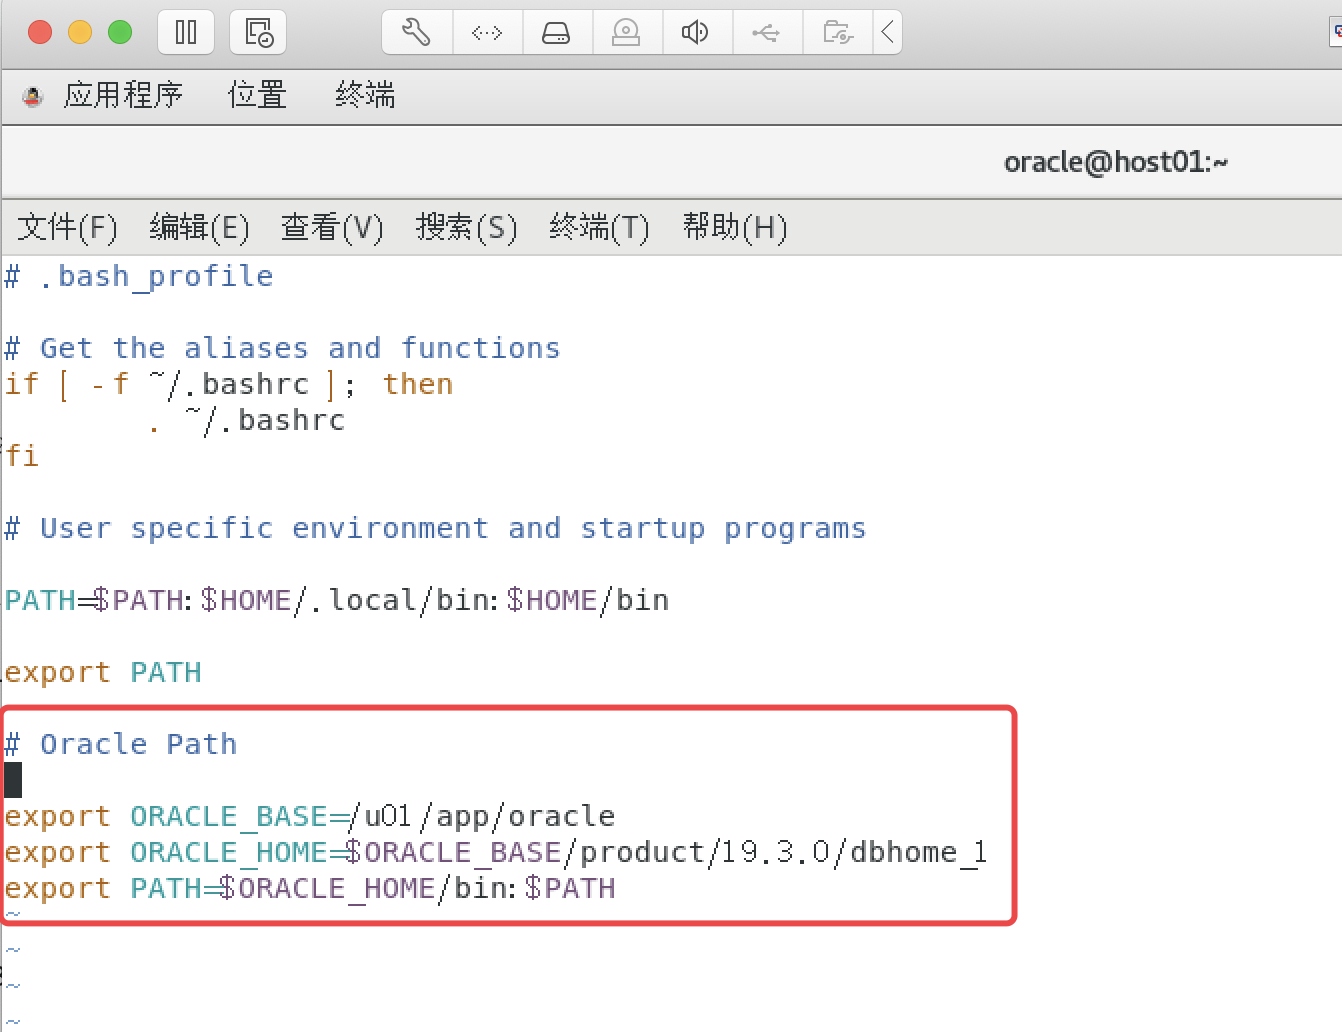 应用程序 位置 终端
oracle@host01:~
文件(F) 编辑(E) 查看(V) 搜索(S) 终端(T) 帮助(H)
# .bash_profile
# Get the aliases and functions
if [ -f ~/.bashrc ]; then
        . ~/.bashrc
fi
# User specific environment and startup programs
PATH=$PATH:$HOME/.local/bin:$HOME/bin
export PATH
# Oracle Path
export ORACLE_BASE=/u01/app/oracle
export ORACLE_HOME=$ORACLE_BASE/product/19.3.0/dbhome_1
export PATH=$ORACLE_HOME/bin:$PATH
~
~
~
~